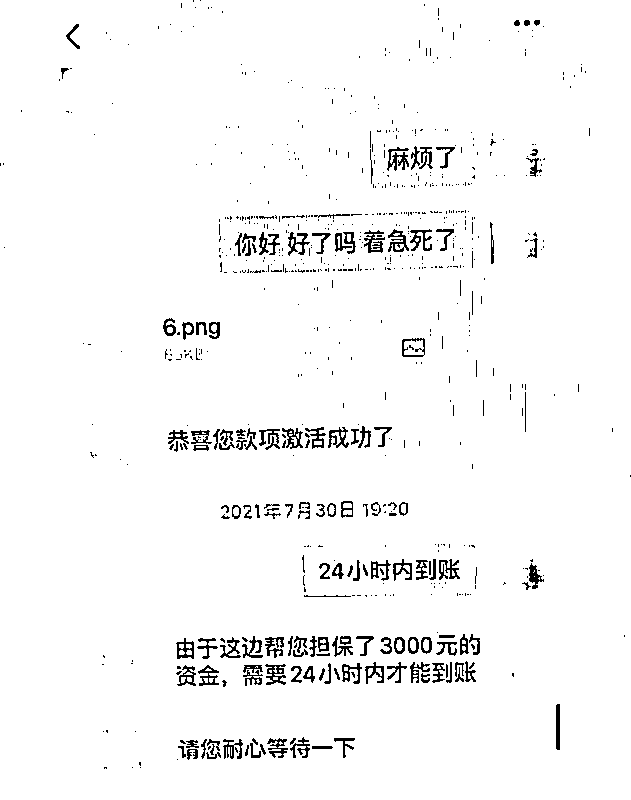 麻烦了
你好 好了吗 着急死了
6.png
恭喜您款项激活成功了
2021年7月30日 19:20
24小时内到账
由于这边帮您担保了3000元的
资金，需要24小时内才能到账
请您耐心等待一下